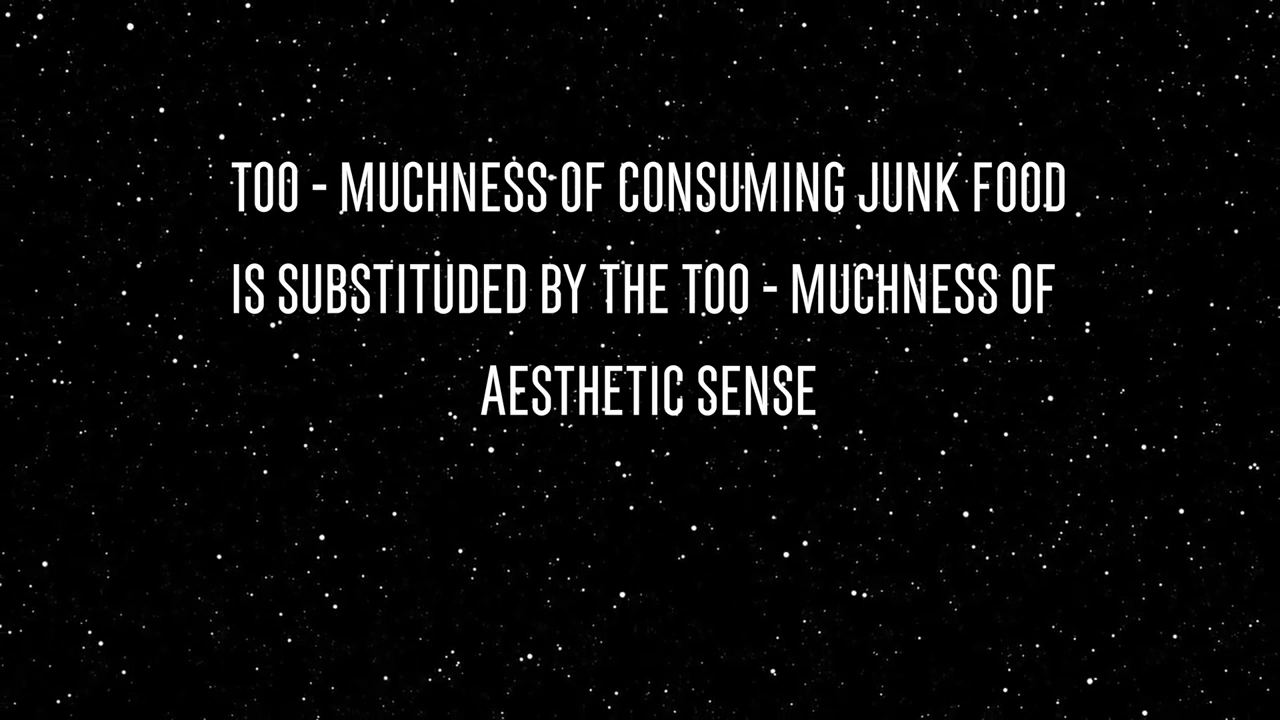 TOO - MUCHNESS OF CONSUMING JUNK FOOD
IS SUBSTITUDED BY THE TOO - MUCHNESS OF
AESTHETIC SENSE